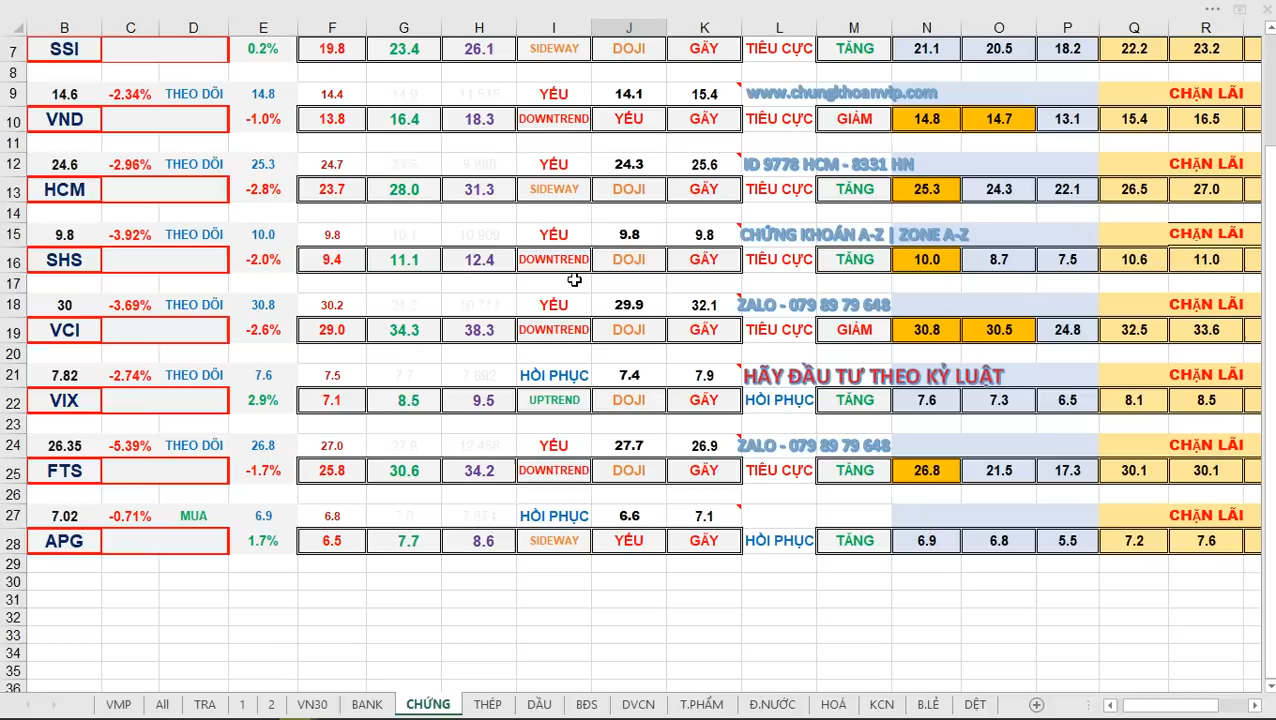 B C D E F G H I J K L M N O P Q R
7 SSI 0.2% 19.8 23.4 26.1 SIDEWAY DOJI GÃY TIÊU CỰC TĂNG 21.1 20.5 18.2 22.2 23.2
8
9 14.6 -2.34% THEO DÕI 14.8 14.4 11.515 YẾU 14.1 15.4 www.chungkhoanvip.com CHẶN LÃI
10 VND -1.0% 13.8 16.4 18.3 DOWNTREND YẾU GÃY TIÊU CỰC GIẢM 14.8 14.7 13.1 15.4 16.5
11
12 24.6 -2.96% THEO DÕI 25.3 24.7 YẾU 24.3 25.6 ID 9778 HCM - 8331 HN CHẶN LÃI
13 HCM -2.8% 23.7 28.0 31.3 SIDEWAY DOJI GÃY TIÊU CỰC TĂNG 25.3 24.3 22.1 26.5 27.0
14
15 9.8 -3.92% THEO DÕI 10.0 9.8 10.1 10.909 YẾU 9.8 9.8 CHỨNG KHOÁN A-Z | ZONE A-Z CHẶN LÃI
16 SHS -2.0% 9.4 11.1 12.4 DOWNTREND DOJI GÃY TIÊU CỰC TĂNG 10.0 8.7 7.5 10.6 11.0
17
18 30 -3.69% THEO DÕI 30.8 30.2 YẾU 29.9 32.1 ZALO - 079 89 79 648 CHẶN LÃI
19 VCI -2.6% 29.0 34.3 38.3 DOWNTREND DOJI GÃY TIÊU CỰC GIẢM 30.8 30.5 24.8 32.5 33.6
20
21 7.82 -2.74% THEO DÕI 7.6 7.5 7.7 7.892 HỒI PHỤC 7.4 7.9 HÃY ĐẦU TƯ THEO KỶ LUẬT CHẶN LÃI
22 VIX 2.9% 7.1 8.5 9.5 UPTREND DOJI GÃY HỒI PHỤC TĂNG 7.6 7.3 6.5 8.1 8.5
23
24 26.35 -5.39% THEO DÕI 26.8 27.0 YẾU 27.7 26.9 ZALO - 079 89 79 648 CHẶN LÃI
25 FTS -1.7% 25.8 30.6 34.2 DOWNTREND DOJI GÃY TIÊU CỰC TĂNG 26.8 21.5 17.3 30.1 30.1
26
27 7.02 -0.71% MUA 6.9 6.8 HỒI PHỤC 6.6 7.1 CHẶN LÃI
28 APG 1.7% 6.5 7.7 8.6 SIDEWAY YẾU GÃY HỒI PHỤC TĂNG 6.9 6.8 5.5 7.2 7.6
29
30
31
32
33
34
35
36
VMP All TRA 1 2 VN30 BANK CHỨNG THÉP DẦU BĐS DVCN T.PHẨM Đ.NƯỚC HOÁ KCN B.LẺ DỆT